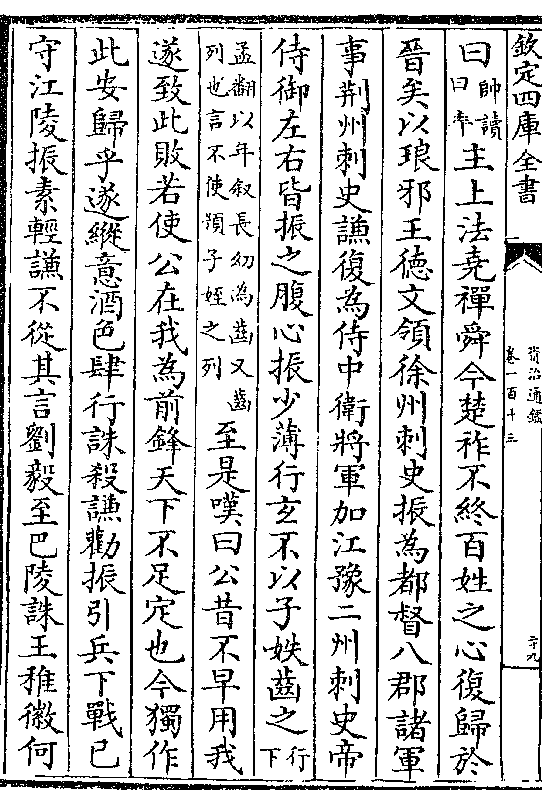 欽定四庫全書
資治通鑑
卷一百十三
二十九
曰帥讀曰率主上法堯禪舜今楚祚不終百姓之心復歸於
晉矣以琅邪王德文領徐州刺史振為都督八郡諸軍
事荆州刺史謙復為侍中衛將軍加江豫二州刺史帝
侍御左右皆振之腹心振少薄行玄不以子姪齒之行下
孟翻以年叙長幼為齒又齒列也言不使預子姪之列至是嘆曰公昔不早用我
遂致此敗若使公在我為前鋒天下不足定也今獨作
此安歸乎遂縱意酒色肆行誅殺謙勸振引兵下戰已
守江陵振素輕謙不從其言劉毅至巴陵誅王稚徽何